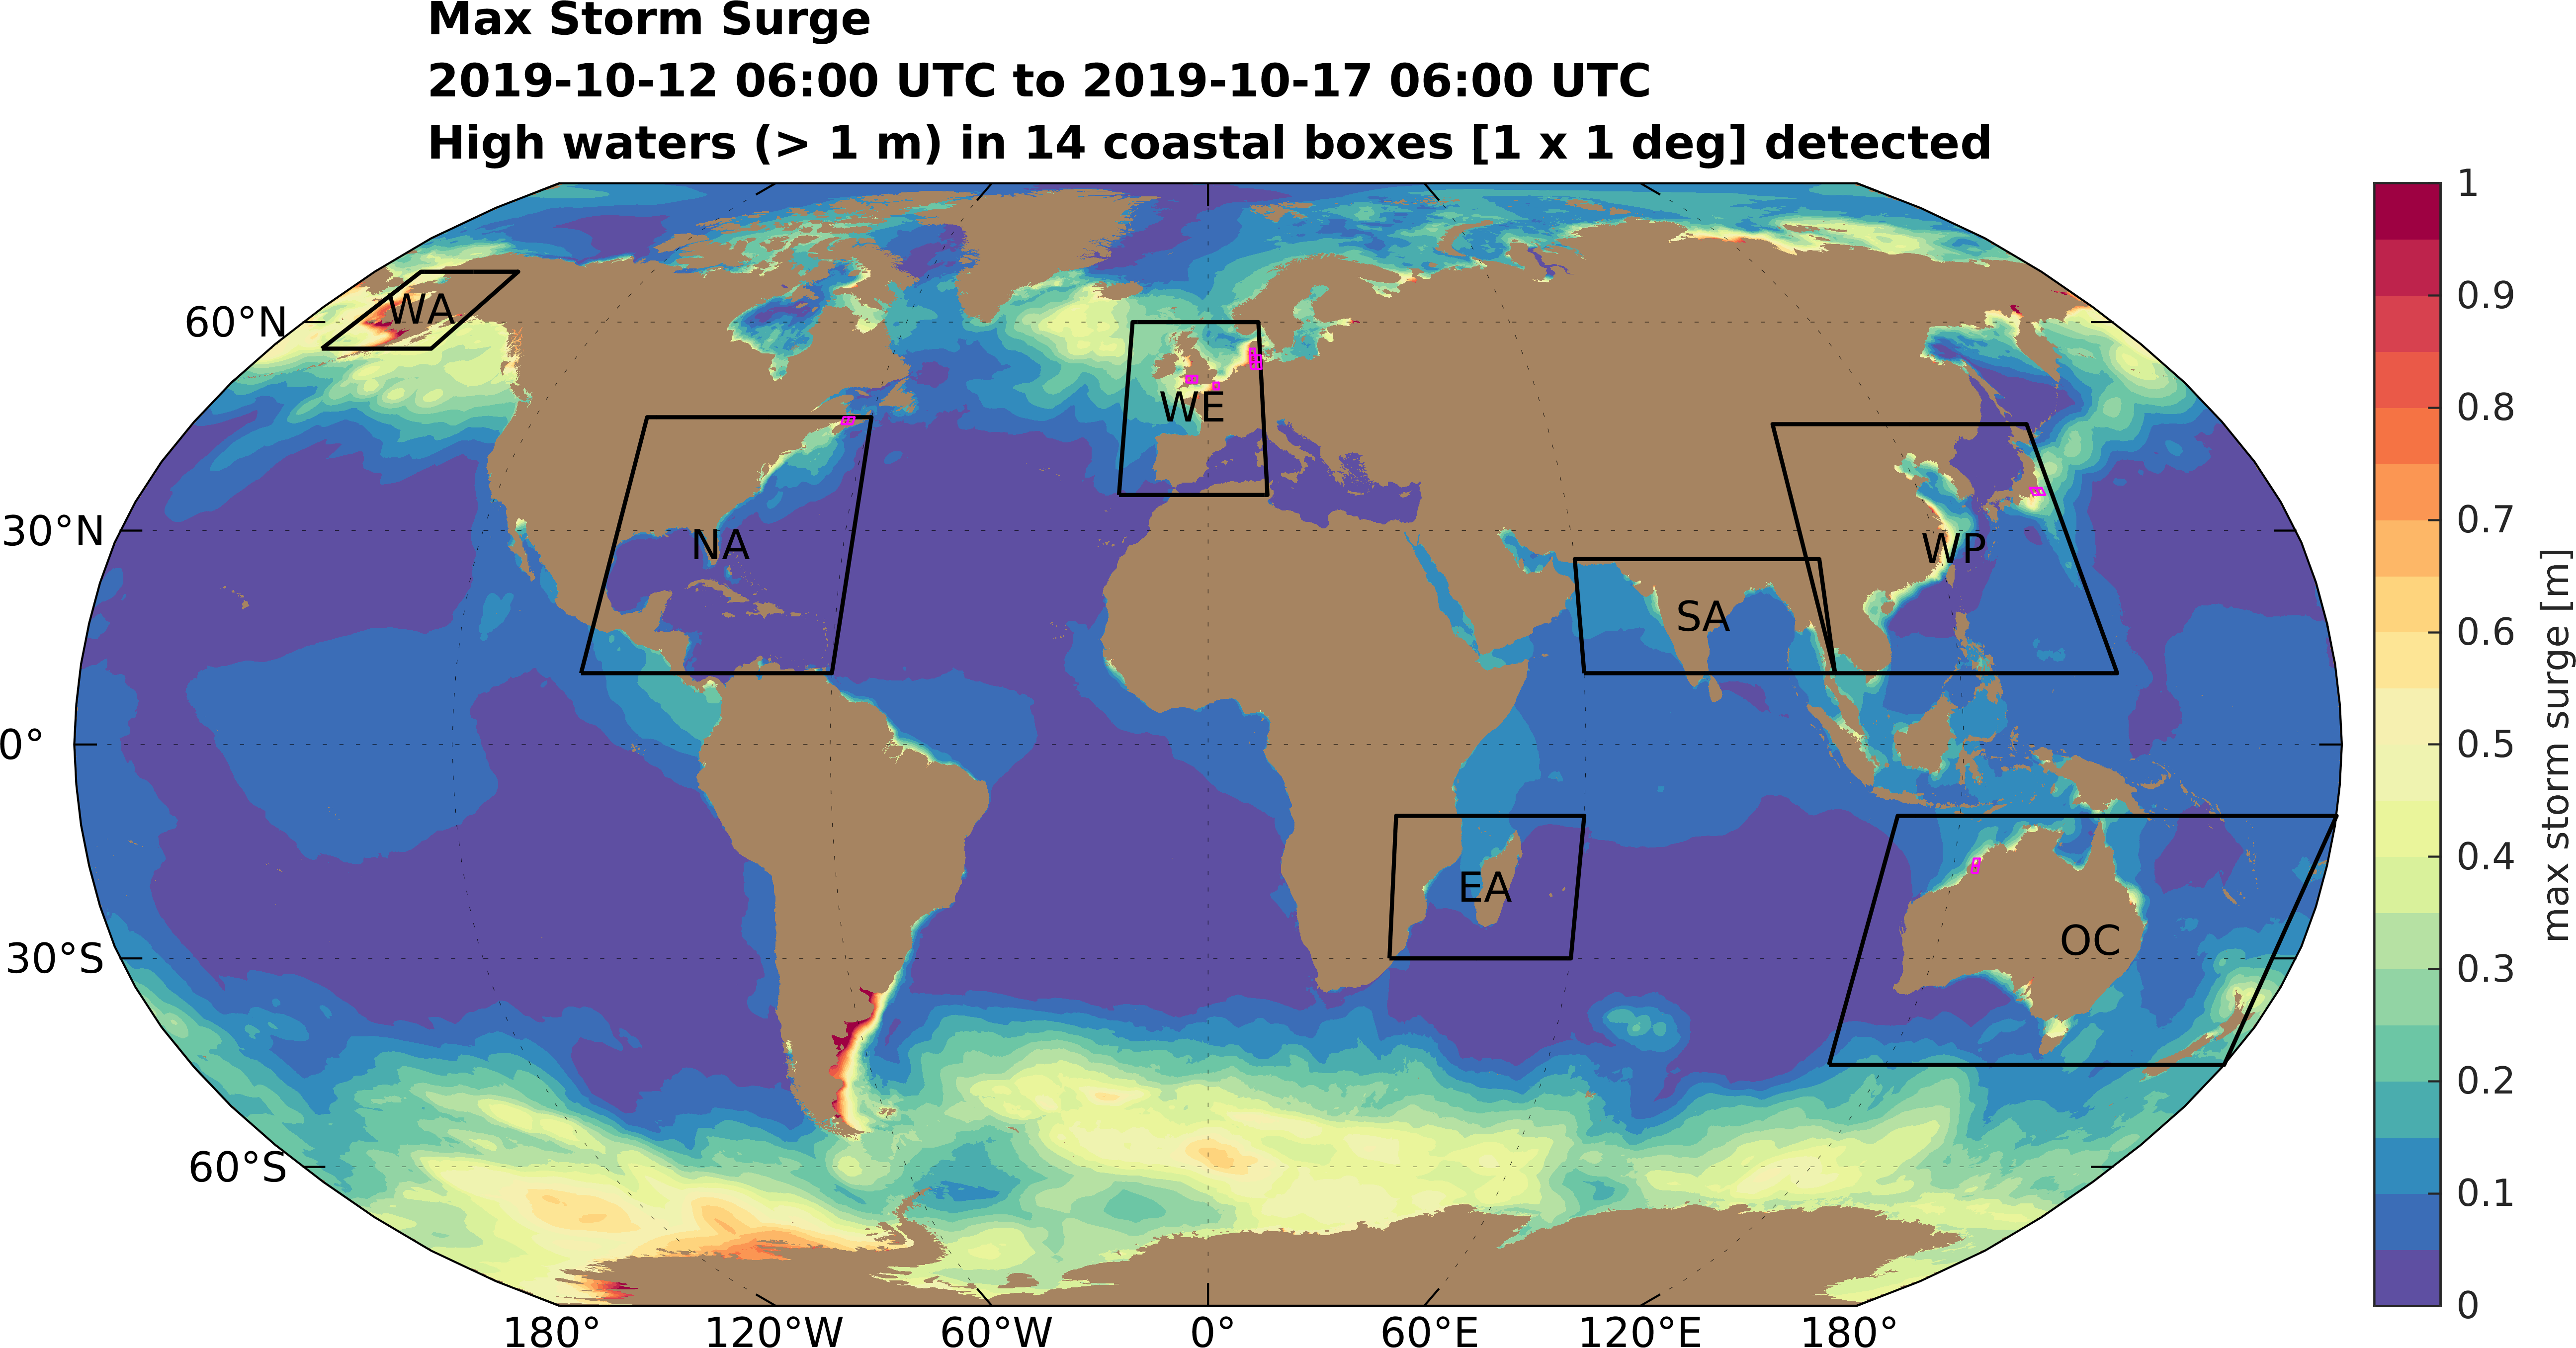 Max Storm Surge
2019-10-12 06:00 UTC to 2019-10-17 06:00 UTC
High waters (> 1 m) in 14 coastal boxes [1 x 1 deg] detected
60°N
30°N
0°
30°S
60°S
WA
WE
NA
WP
SA
EA
OC
180°
120°W
60°W
0°
60°E
120°E
180°
1
0.9
0.8
0.7
0.6
0.5
0.4
0.3
0.2
0.1
0
max storm surge [m]